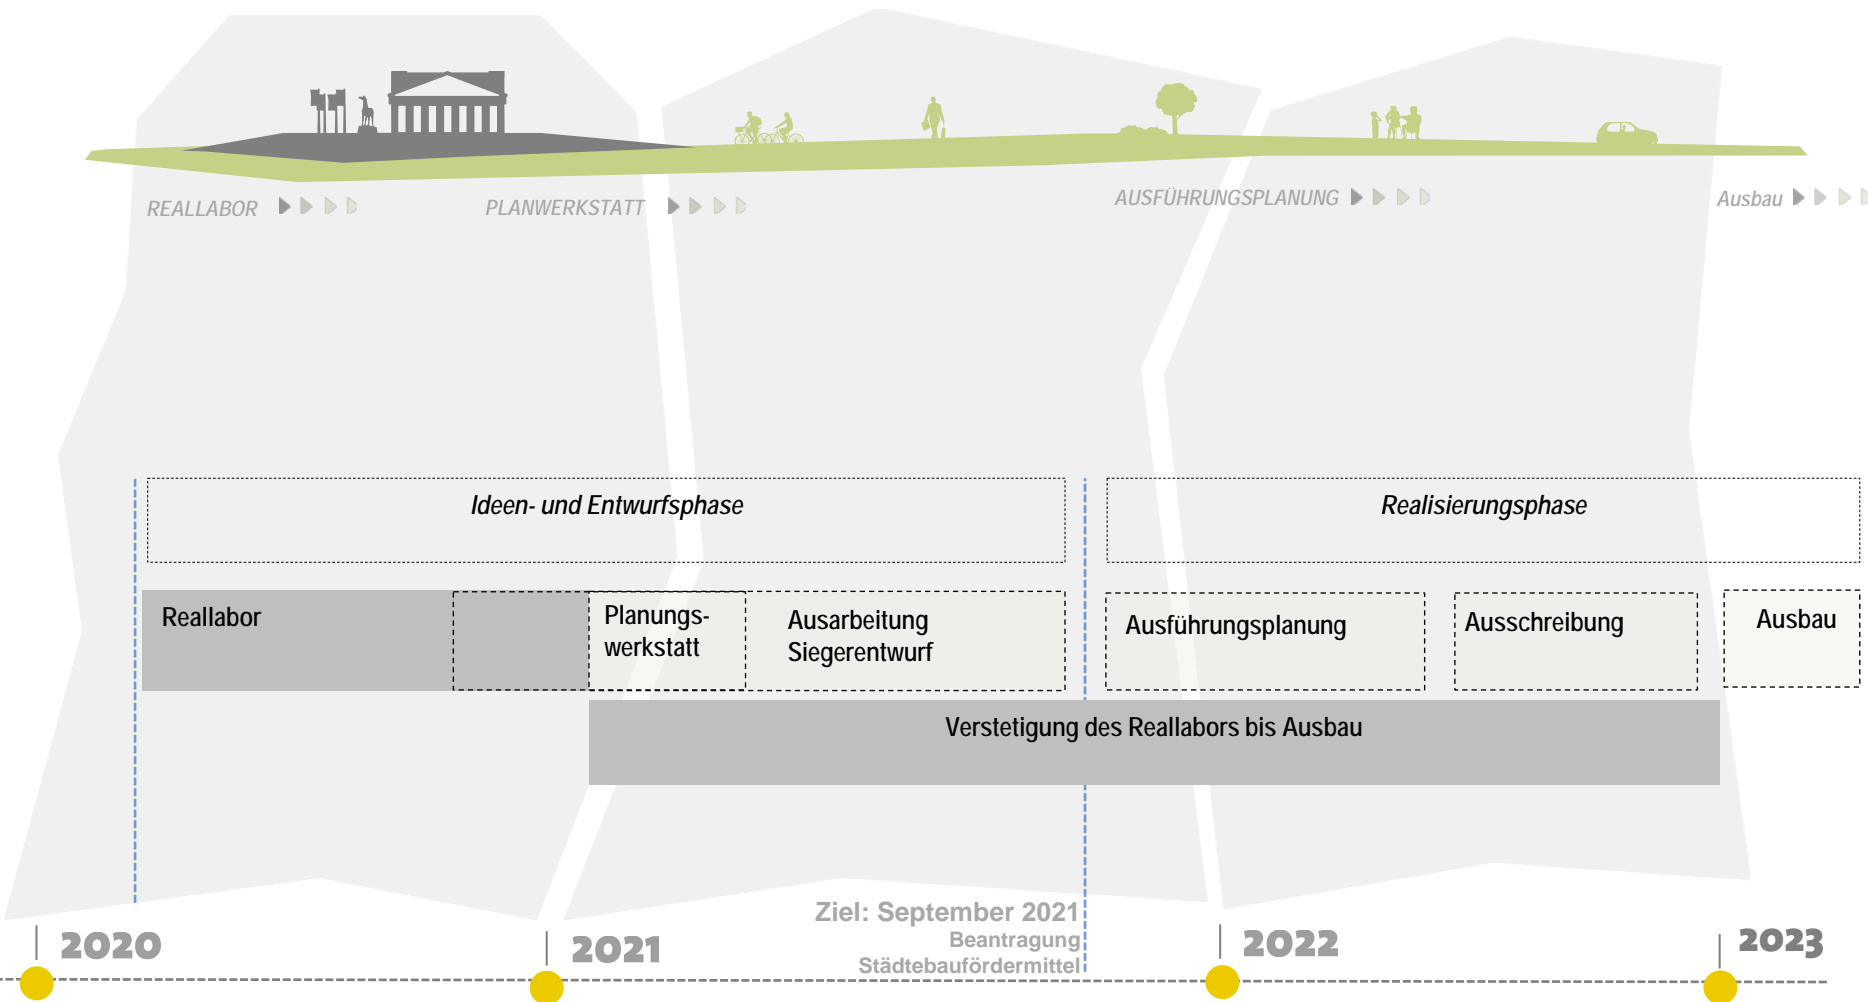 REALLABOR
PLANWERKSTATT
AUSFÜHRUNGSPLANUNG
Ausbau
Ideen- und Entwurfsphase
Realisierungsphase
Reallabor
Planungs-
werkstatt
Ausarbeitung
Siegerentwurf
Ausführungsplanung
Ausschreibung
Ausbau
Verstetigung des Reallabors bis Ausbau
Ziel: September 2021
Beantragung
Städtebaufördermittel
2020
2021
2022
2023